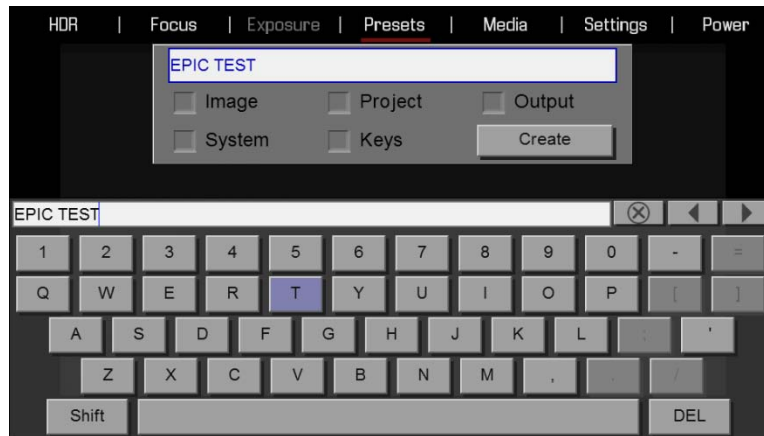 HDR | Focus | Exposure | Presets | Media | Settings | Power
EPIC TEST
Image Project Output
System Keys Create
EPIC TEST
1 2 3 4 5 6 7 8 9 0 - =
Q W E R T Y U I O P [ ]
A S D F G H J K L ; '
Z X C V B N M , . /
Shift DEL